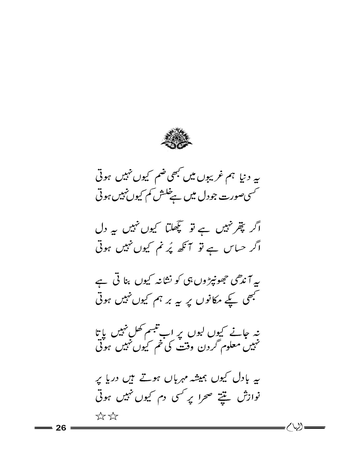 یہ دنیا ہم غریبوں میں کبھی ضم کیوں نہیں ہوتی
کسی صورت جو دل میں ہے خلش کم کیوں نہیں ہوتی
اگر پتھر نہیں ہے تو پگھلتا کیوں نہیں یہ دل
اگر حساس ہے تو آنکھ پُر نم کیوں نہیں ہوتی
یہ آندھی جھونپڑوں ہی کو نشانہ کیوں بناتی ہے
کبھی پکے مکانوں پر یہ برہم کیوں نہیں ہوتی
نہ جانے کیوں لبوں پر اب تبسم کھل نہیں پاتا
نہیں معلوم گردن وقت کی خم کیوں نہیں ہوتی
یہ بادل کیوں ہمیشہ مہرباں ہوتے ہیں دریا پر
نوازش تپتے صحرا پر کسی دم کیوں نہیں ہوتی
☆☆
26